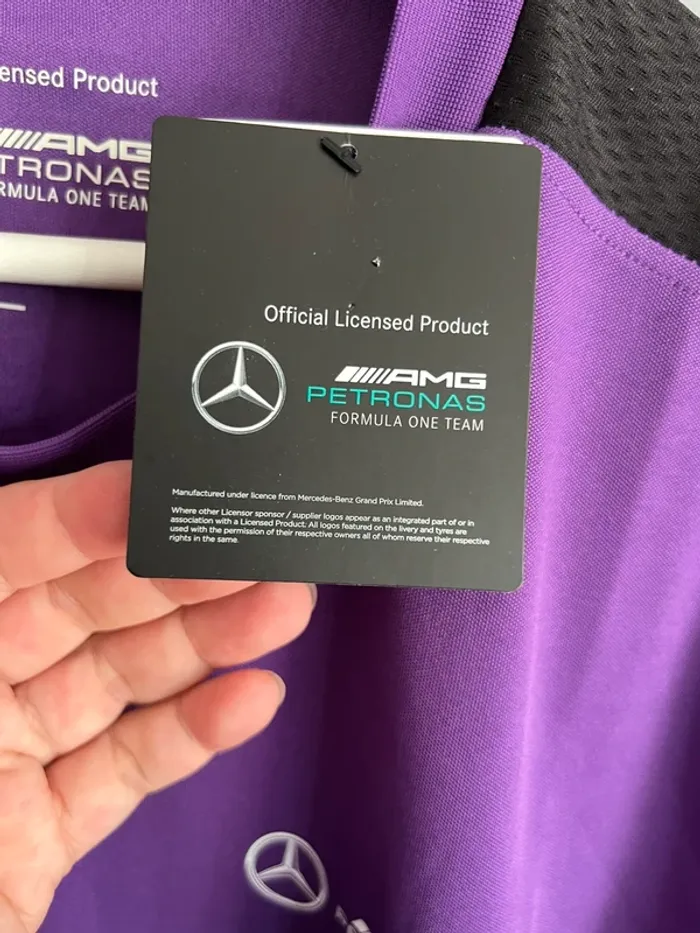 ensed Product
AMG
TRONAS
RMULA ONE TEAM
Official Licensed Product
AMG
PETRONAS
FORMULA ONE TEAM
Manufactured under licence from Mercedes-Benz Grand Prix Limited.
Where other Licensor sponsor / supplier logos appear as an integrated part of or in
association with a Licensed Product. All logos featured on the livery and tyres are
used with the permission of their respective owners all of whom reserve their respective
rights in the same.